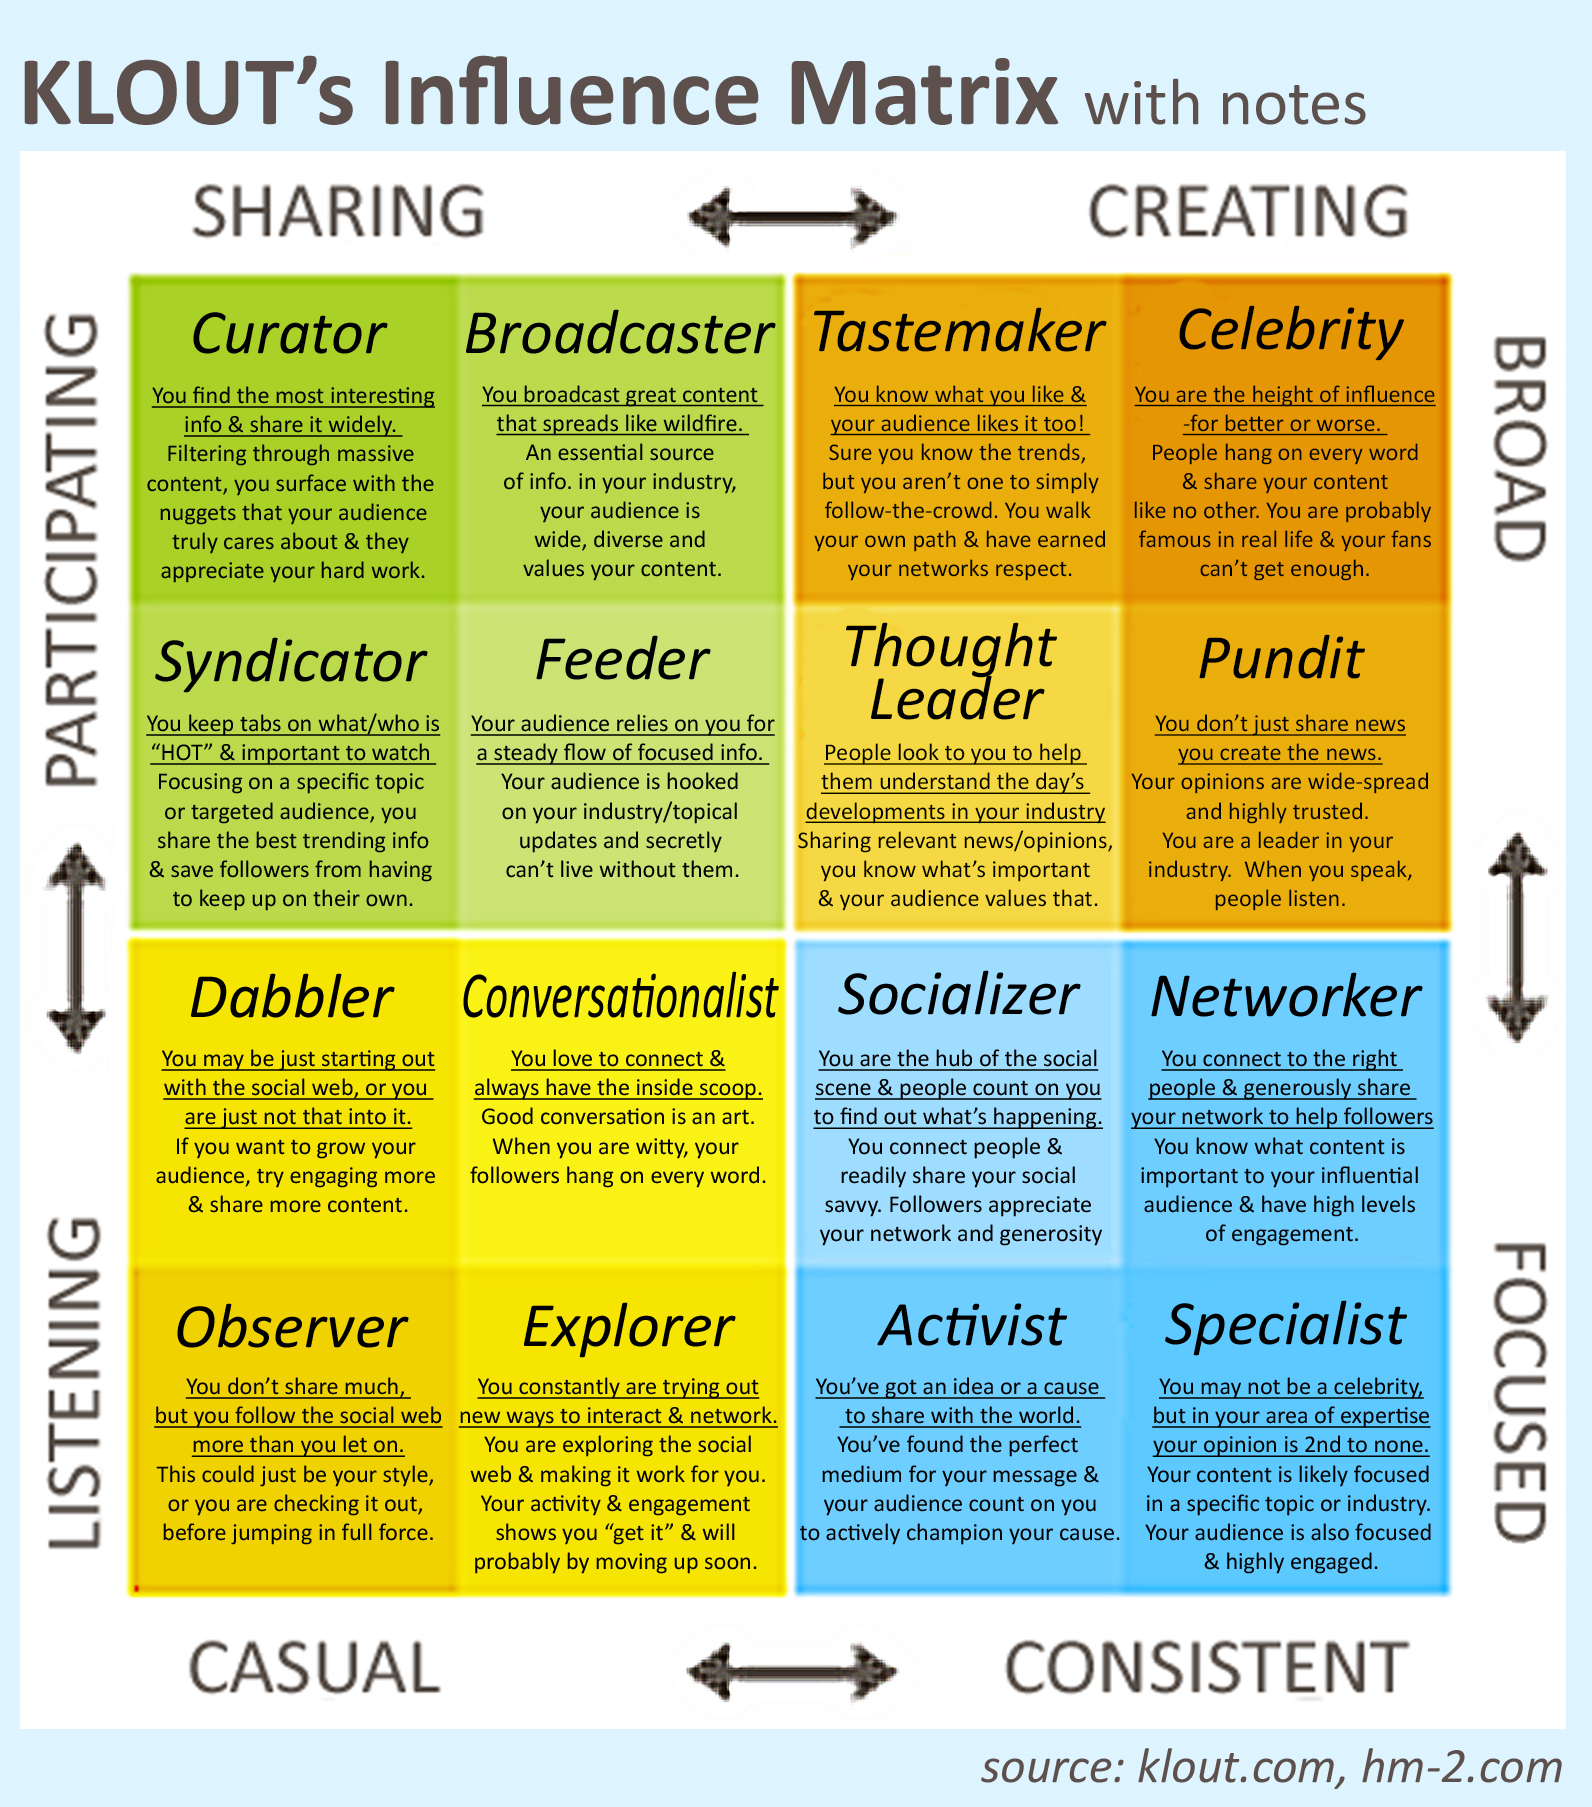 KLOUT's Influence Matrix with notes
SHARING
CREATING
PARTICIPATING
LISTENING
BROAD
FOCUSED
Curator
You find the most interesting
info & share it widely.
Filtering through massive
content, you surface with the
nuggets that your audience
truly cares about & they
appreciate your hard work.
Broadcaster
You broadcast great content
that spreads like wildfire.
An essential source
of info. in your industry,
your audience is
wide, diverse and
values your content.
Tastemaker
You know what you like &
your audience likes it too!
Sure you know the trends,
but you aren't one to simply
follow-the-crowd. You walk
your own path & have earned
your networks respect.
Celebrity
You are the height of influence
-for better or worse.
People hang on every word
& share your content
like no other. You are probably
famous in real life & your fans
can't get enough.
Syndicator
You keep tabs on what/who is
“HOT” & important to watch
Focusing on a specific topic
or targeted audience, you
share the best trending info
& save followers from having
to keep up on their own.
Feeder
Your audience relies on you for
a steady flow of focused info.
Your audience is hooked
on your industry/topical
updates and secretly
can't live without them.
Thought
Leader
People look to you to help
them understand the day's
developments in your industry
Sharing relevant news/opinions,
you know what's important
& your audience values that.
Pundit
You don't just share news
you create the news.
Your opinions are wide-spread
and highly trusted.
You are a leader in your
industry. When you speak,
people listen.
Dabbler
You may be just starting out
with the social web, or you
are just not that into it.
If you want to grow your
audience, try engaging more
& share more content.
Conversationalist
You love to connect &
always have the inside scoop.
Good conversation is an art.
When you are witty, your
followers hang on every word.
Socializer
You are the hub of the social
scene & people count on you
to find out what's happening.
You connect people &
readily share your social
savvy. Followers appreciate
your network and generosity
Networker
You connect to the right
people & generously share
your network to help followers
You know what content is
important to your influential
audience & have high levels
of engagement.
Observer
You don't share much,
but you follow the social web
more than you let on.
This could just be your style,
or you are checking it out,
before jumping in full force.
Explorer
You constantly are trying out
new ways to interact & network.
You are exploring the social
web & making it work for you.
Your activity & engagement
shows you “get it” & will
probably by moving up soon.
Activist
You've got an idea or a cause
to share with the world.
You've found the perfect
medium for your message &
your audience count on you
to actively champion your cause.
Specialist
You may not be a celebrity,
but in your area of expertise
your opinion is 2nd to none.
Your content is likely focused
in a specific topic or industry.
Your audience is also focused
& highly engaged.
CASUAL
CONSISTENT
source: klout.com, hm-2.com